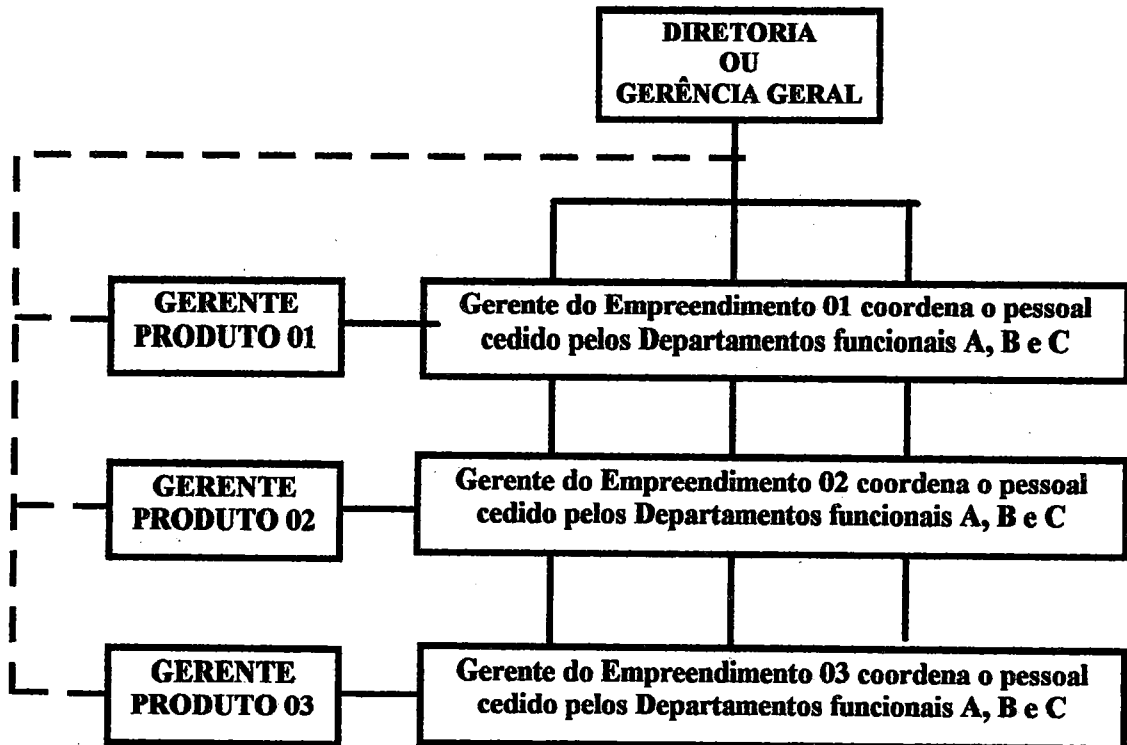 DIRETORIA
OU
GERÊNCIA GERAL
GERENTE
PRODUTO 01
Gerente do Empreendimento 01 coordena o pessoal
cedido pelos Departamentos funcionais A, B e C
GERENTE
PRODUTO 02
Gerente do Empreendimento 02 coordena o pessoal
cedido pelos Departamentos funcionais A, B e C
GERENTE
PRODUTO 03
Gerente do Empreendimento 03 coordena o pessoal
cedido pelos Departamentos funcionais A, B e C